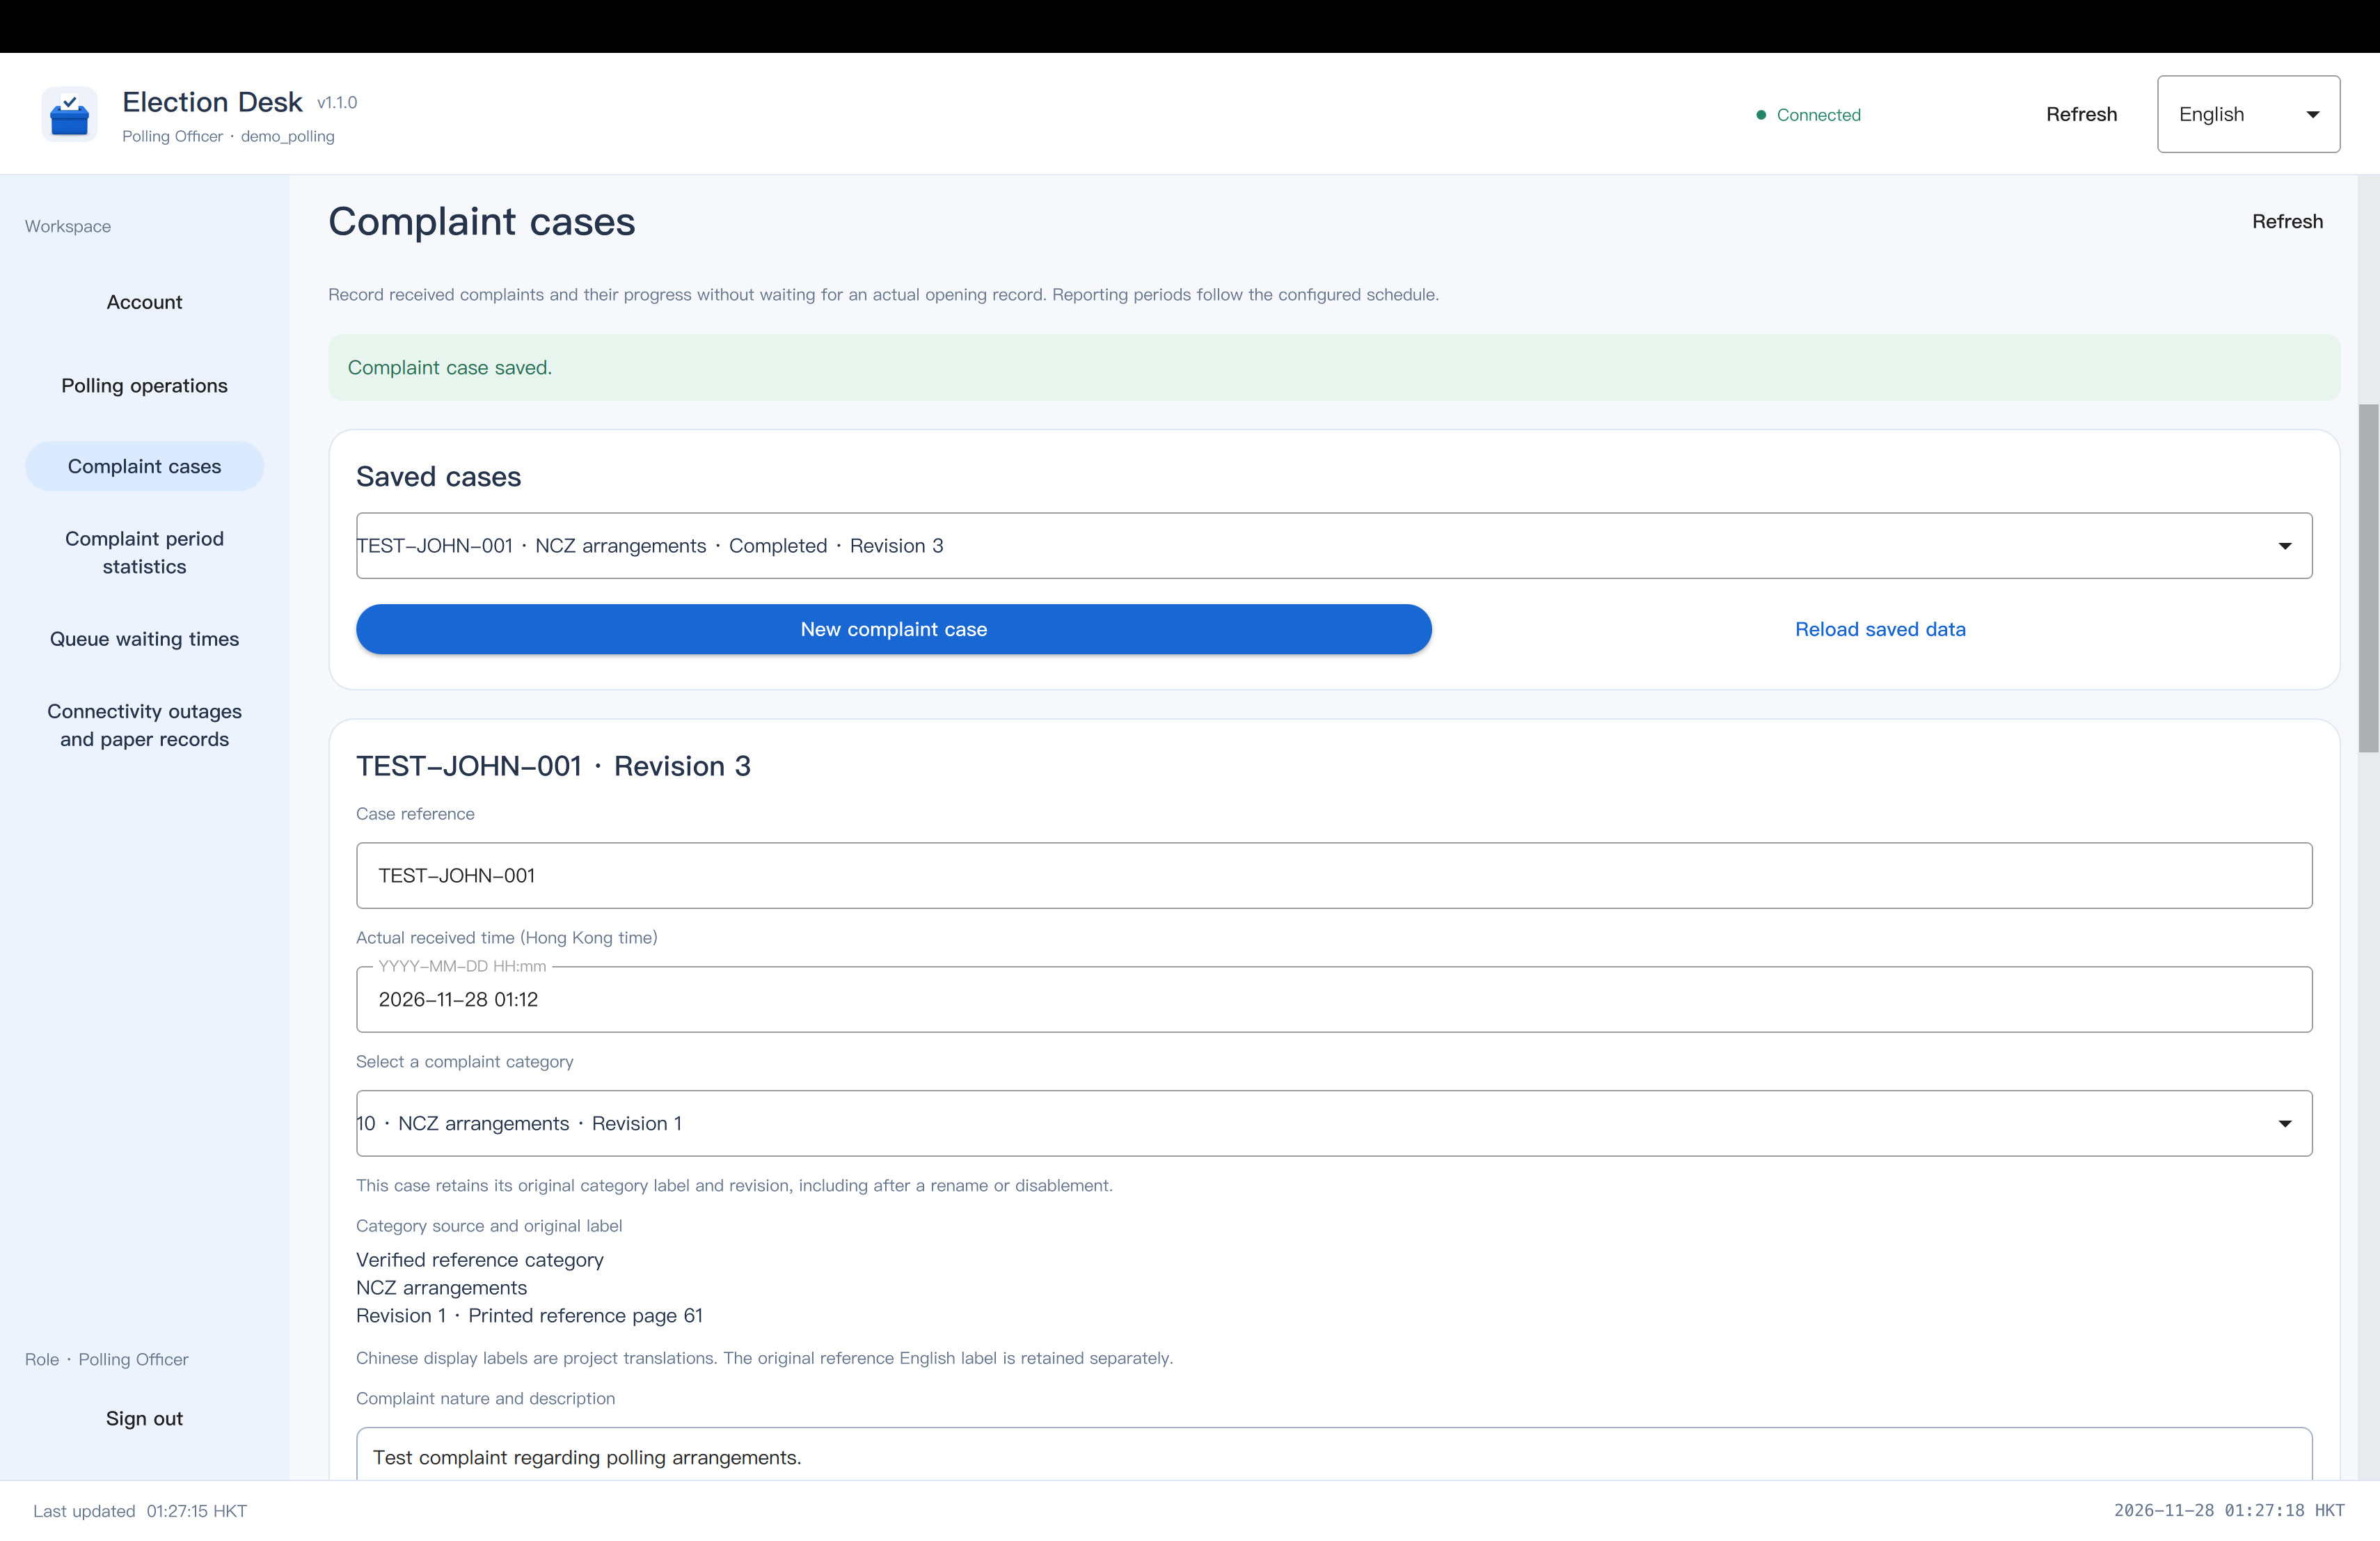 Election Desk v1.1.0
Polling Officer · demo_polling
Connected
Refresh
English
Workspace
Account
Polling operations
Complaint cases
Complaint period
statistics
Queue waiting times
Connectivity outages
and paper records
Role · Polling Officer
Sign out
Complaint cases
Refresh
Record received complaints and their progress without waiting for an actual opening record. Reporting periods follow the configured schedule.
Complaint case saved.
Saved cases
TEST-JOHN-001 · NCZ arrangements · Completed · Revision 3
New complaint case
Reload saved data
TEST-JOHN-001 · Revision 3
Case reference
TEST-JOHN-001
Actual received time (Hong Kong time)
YYYY-MM-DD HH:mm
2026-11-28 01:12
Select a complaint category
10 · NCZ arrangements · Revision 1
This case retains its original category label and revision, including after a rename or disablement.
Category source and original label
Verified reference category
NCZ arrangements
Revision 1 · Printed reference page 61
Chinese display labels are project translations. The original reference English label is retained separately.
Complaint nature and description
Test complaint regarding polling arrangements.
Last updated 01:27:15 HKT
2026-11-28 01:27:18 HKT